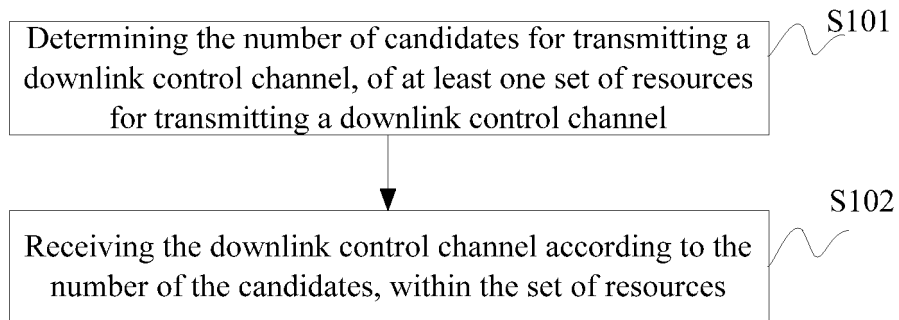 S101
Determining the number of candidates for transmitting a
downlink control channel, of at least one set of resources
for transmitting a downlink control channel
S102
Receiving the downlink control channel according to the
number of the candidates, within the set of resources